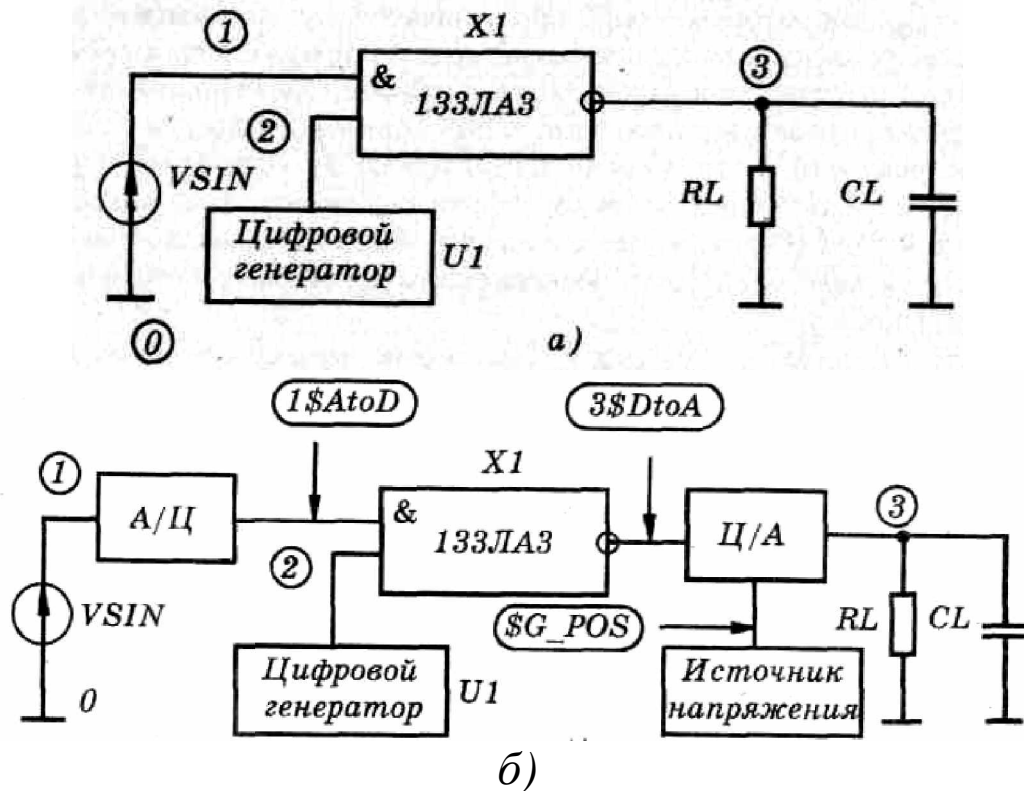 1
X1
&
133ЛА3
3
2
VSIN
RL
CL
Цифровой
генератор
U1
0
а)
1$AtoD
3$DtoA
1
X1
А/Ц
&
133ЛА3
Ц/А
3
2
VSIN
$G_POS
RL
CL
Цифровой
генератор
U1
Источник
напряжения
0
б)